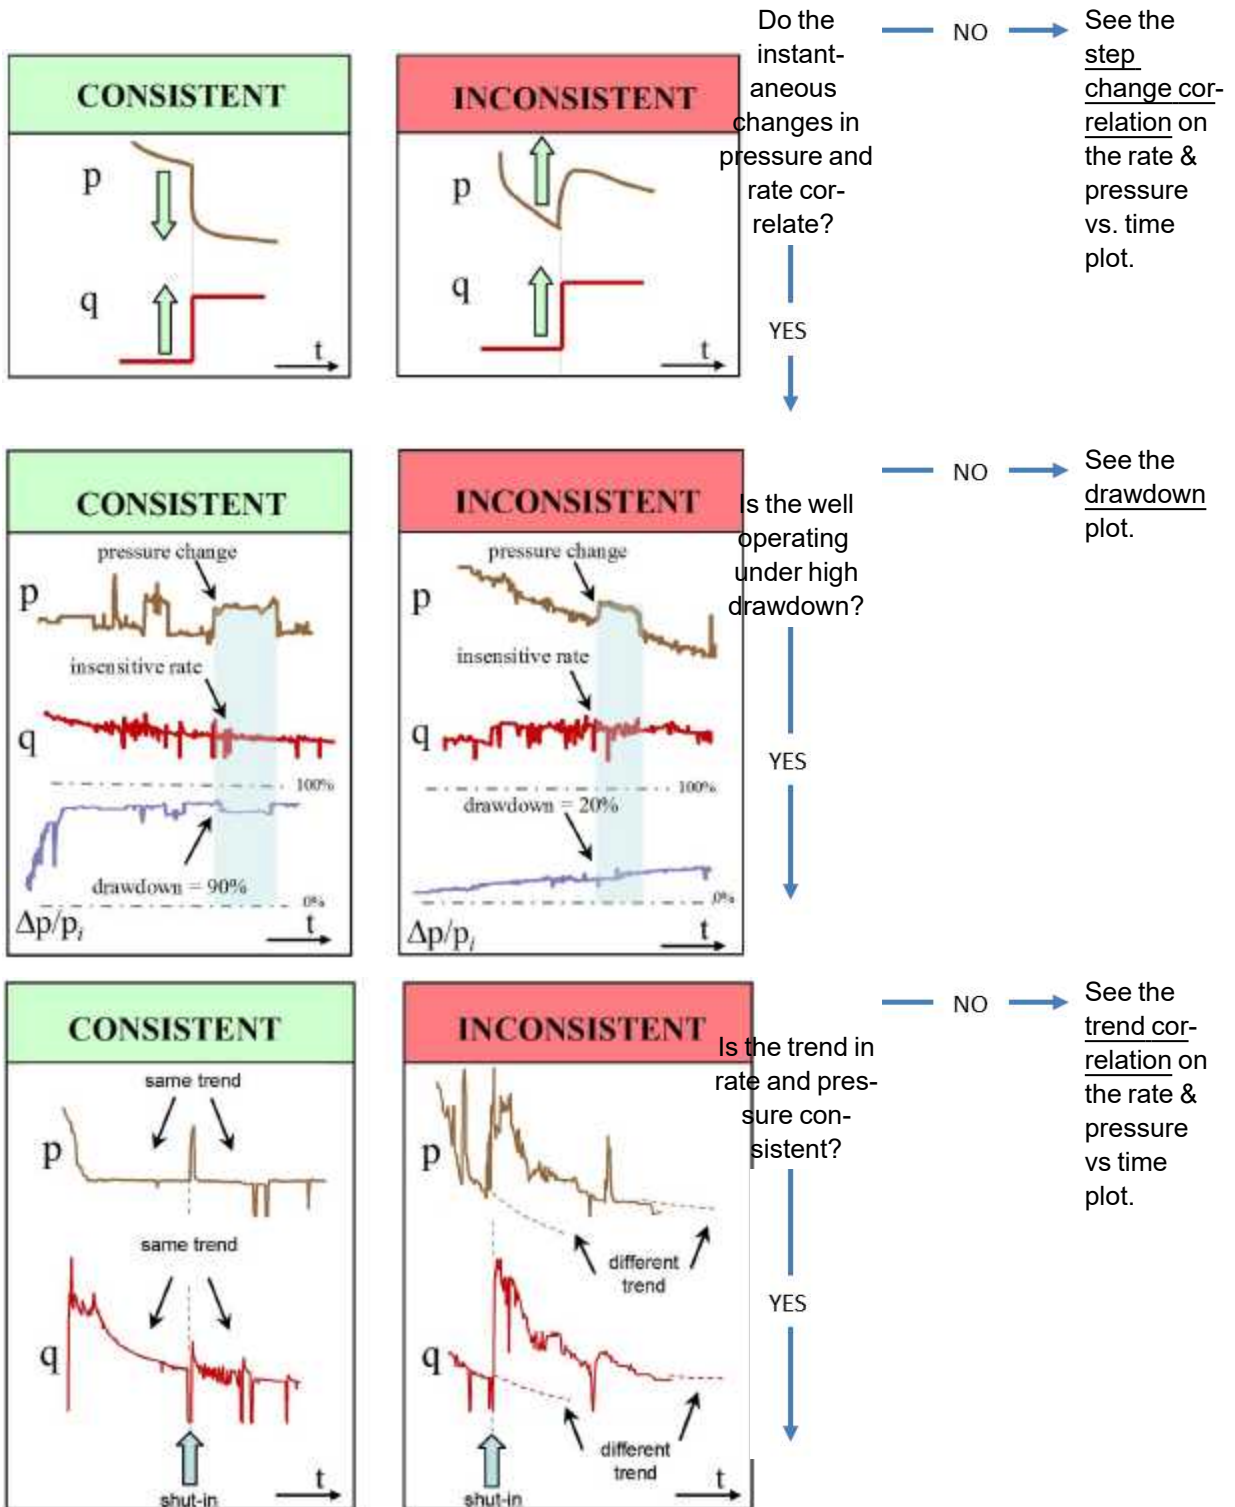 Do the
instant-
aneous
changes in
pressure and
rate cor-
relate?
NO
See the
step
change cor-
relation on
the rate &
pressure
vs. time
plot.
YES
CONSISTENT
p
q
t
INCONSISTENT
p
q
t
Is the well
operating
under high
drawdown?
NO
See the
drawdown
plot.
YES
CONSISTENT
pressure change
p
insensitive rate
q
100%
drawdown = 90%
0%
Δp/pᵢ
t
INCONSISTENT
pressure change
p
insensitive rate
q
100%
drawdown = 20%
0%
Δp/pᵢ
t
Is the trend in
rate and pres-
sure con-
sistent?
NO
See the
trend cor-
relation on
the rate &
pressure
vs time
plot.
YES
CONSISTENT
same trend
p
same trend
q
t
shut-in
INCONSISTENT
p
different
trend
q
different
trend
t
shut-in